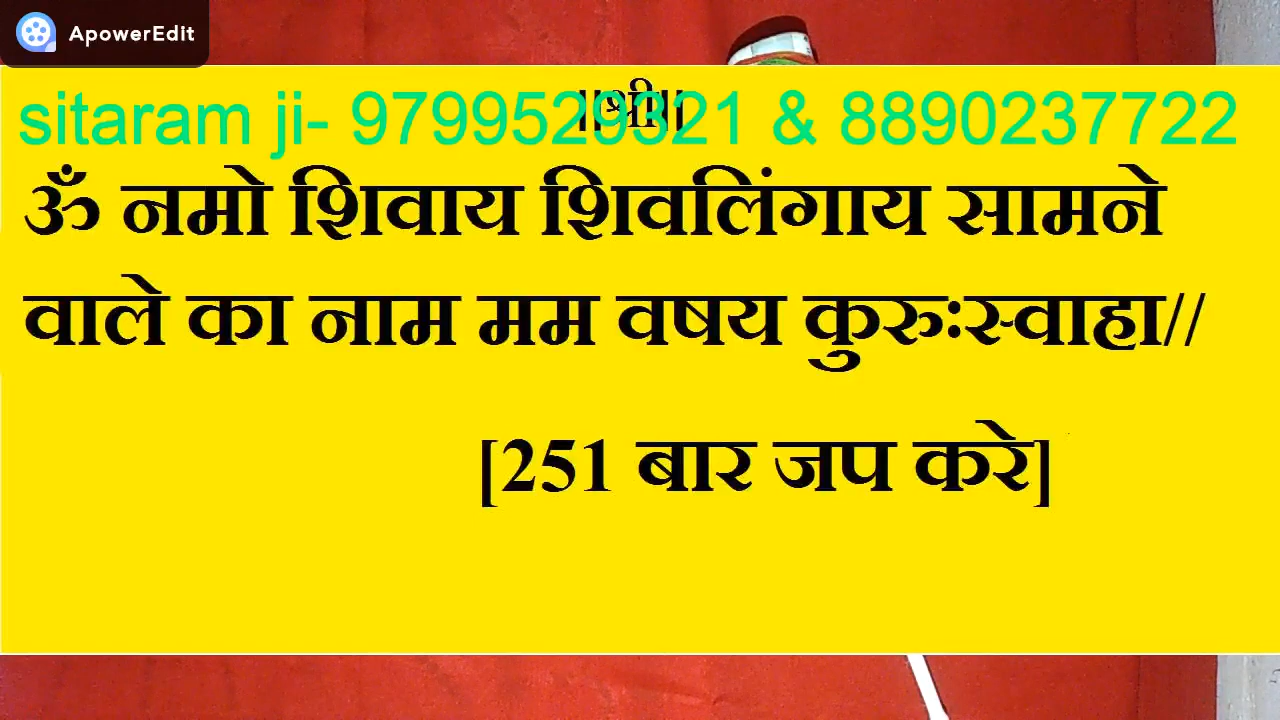 ApowerEdit
||श्री||
sitaram ji- 9799529321 & 8890237722
ॐ नमो शिवाय शिवलिंगाय सामने
वाले का नाम मम वषय कुरुःस्वाहा//
[251 बार जप करे]